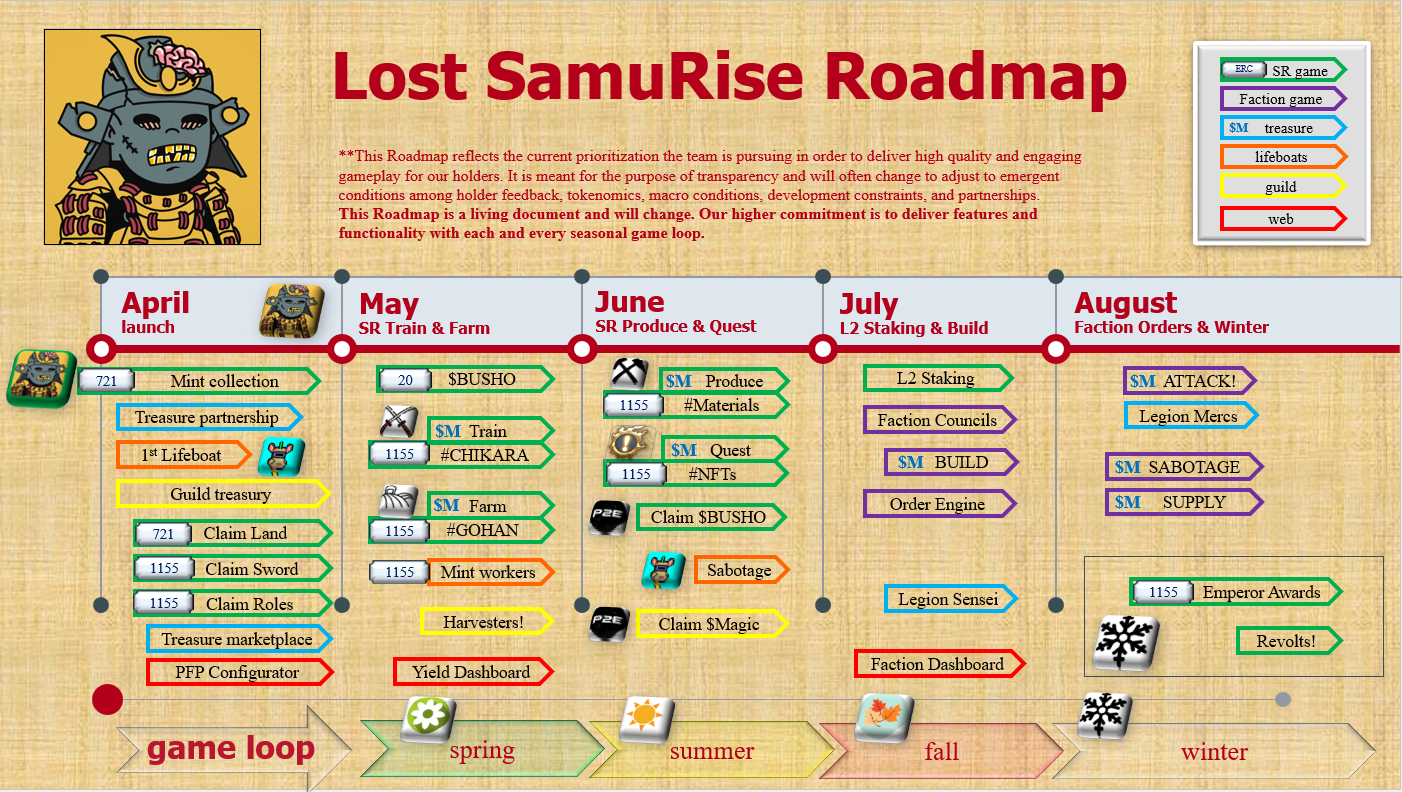 Lost SamuRise Roadmap
**This Roadmap reflects the current prioritization the team is pursuing in order to deliver high quality and engaging
gameplay for our holders. It is meant for the purpose of transparency and will often change to adjust to emergent
conditions among holder feedback, tokenomics, macro conditions, development constraints, and partnerships.
This Roadmap is a living document and will change. Our higher commitment is to deliver features and
functionality with each and every seasonal game loop.
ERC SR game
Faction game
$M treasure
lifeboats
guild
web
April
launch
721 Mint collection
Treasure partnership
1st Lifeboat
Guild treasury
721 Claim Land
1155 Claim Sword
1155 Claim Roles
Treasure marketplace
PFP Configurator
May
SR Train & Farm
20 $BUSHO
$M Train
1155 #CHIKARA
$M Farm
1155 #GOHAN
1155 Mint workers
Harvesters!
Yield Dashboard
June
SR Produce & Quest
$M Produce
1155 #Materials
$M Quest
1155 #NFTs
P2E Claim $BUSHO
Sabotage
P2E Claim $Magic
July
L2 Staking & Build
L2 Staking
Faction Councils
$M BUILD
Order Engine
Legion Sensei
Faction Dashboard
August
Faction Orders & Winter
$M ATTACK!
Legion Mercs
$M SABOTAGE
$M SUPPLY
1155 Emperor Awards
Revolts!
game loop
spring
summer
fall
winter